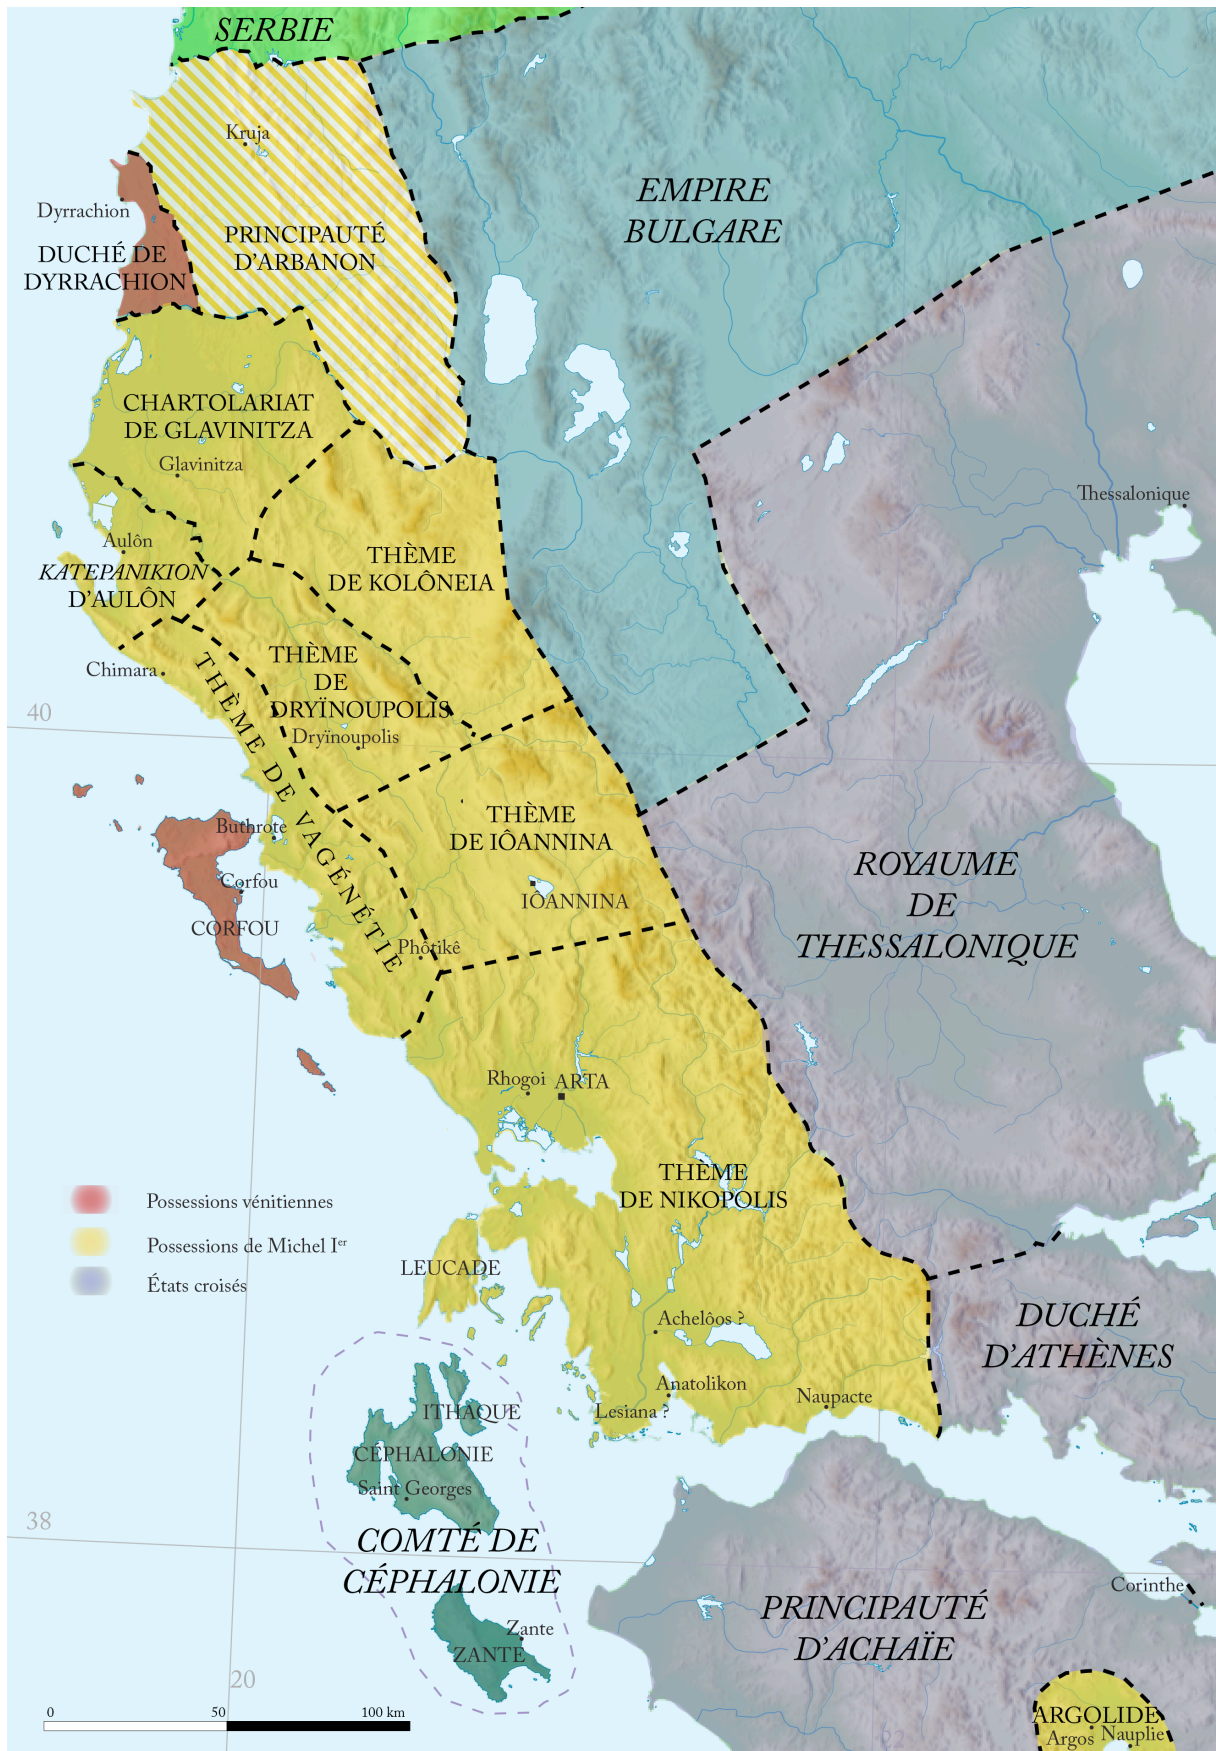 SERBIE
Kruja
EMPIRE
BULGARE
Dyrrachion
DUCHÉ DE
DYRRACHION
PRINCIPAUTÉ
D'ARBANON
CHARTOLARIAT
DE GLAVINITZA
Glavinitza
Thessalonique
Aulôn
KATEPANIKION
D'AULÔN
THÈME
DE KOLÔNEIA
Chimara
THÈME
DE
DRYÏNOUPOLIS
Dryïnoupolis
THÈME DE VAGÉNÉTIE
40
Buthrote
Corfou
CORFOU
THÈME
DE IÔANNINA
IÔANNINA
Phôtikê
ROYAUME
DE
THESSALONIQUE
Rhogoi
ARTA
THÈME
DE NIKOPOLIS
Possessions vénitiennes
Possessions de Michel Ier
États croisés
LEUCADE
Achelôos ?
Anatolikon
Lesiana ?
Naupacte
DUCHÉ
D'ATHÈNES
ITHAQUE
CÉPHALONIE
Saint Georges
38
COMTÉ DE
CÉPHALONIE
Zante
ZANTE
Corinthe
PRINCIPAUTÉ
D'ACHAÏE
20
22
0 50 100 km
ARGOLIDE
Argos
Nauplie